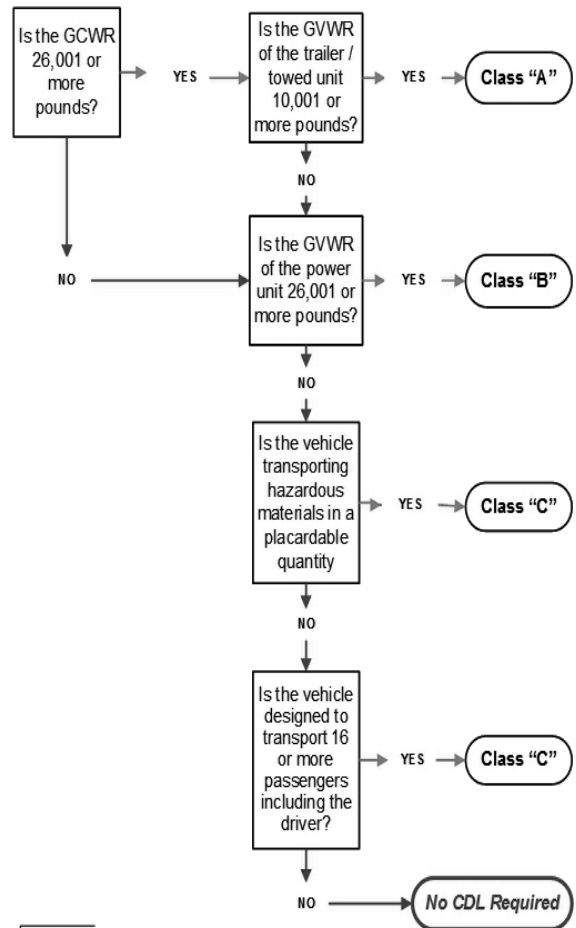 Is the GCWR
26,001 or
more
pounds?
YES
Is the GVWR
of the trailer /
towed unit
10,001 or
more pounds?
YES
Class “A”
NO
NO
Is the GVWR
of the power
unit 26,001 or
more pounds?
YES
Class “B”
NO
Is the vehicle
transporting
hazardous
materials in a
placardable
quantity
YES
Class “C”
NO
Is the vehicle
designed to
transport 16
or more
passengers
including the
driver?
YES
Class “C”
NO
No CDL Required